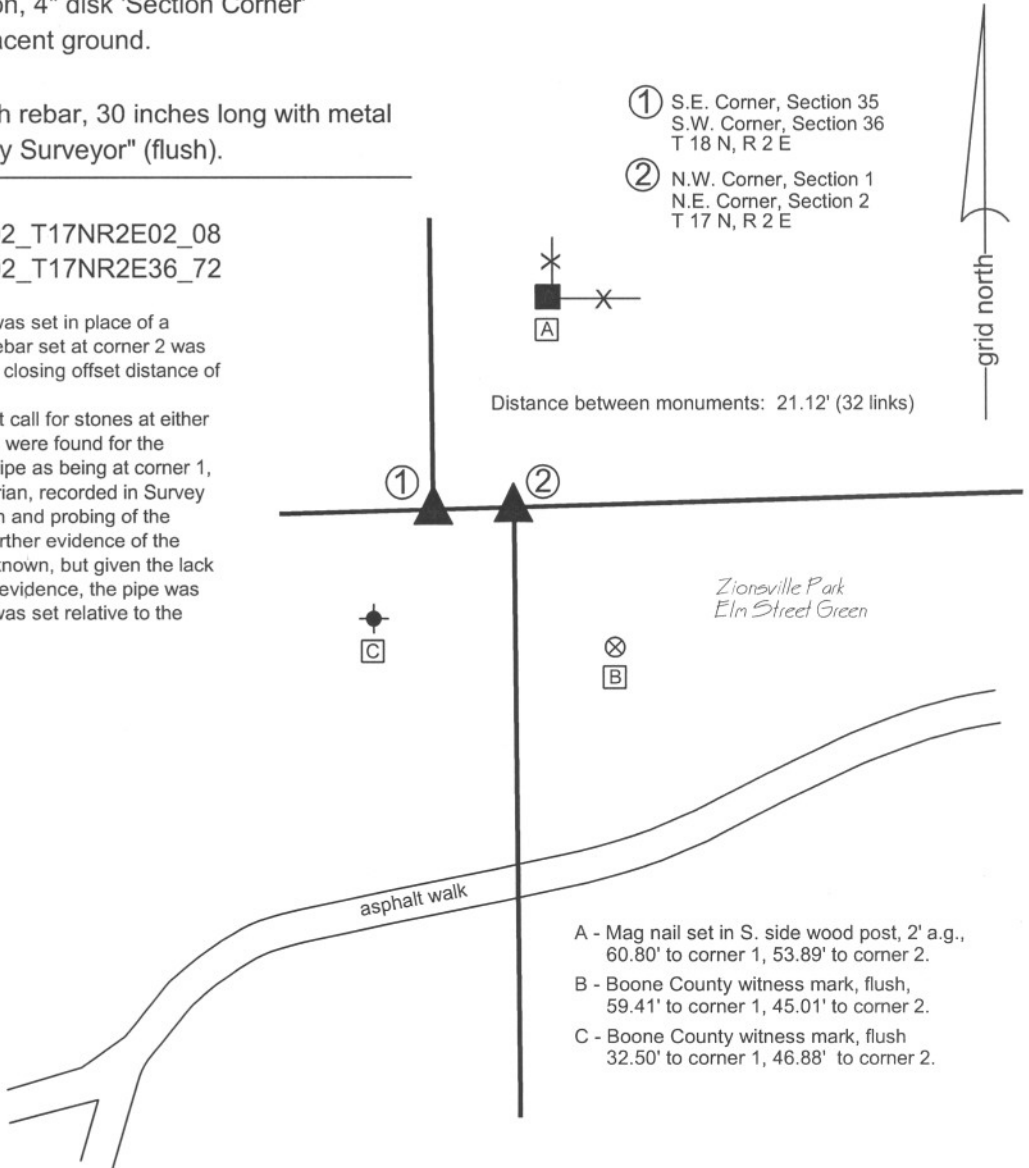 on, 4" disk 'Section Corner'
acent ground.
h rebar, 30 inches long with metal
y Surveyor" (flush).
02_T17NR2E02_08
02_T17NR2E36_72
was set in place of a
ebar set at corner 2 was
closing offset distance of
t call for stones at either
were found for the
ipe as being at corner 1,
rian, recorded in Survey
n and probing of the
rther evidence of the
known, but given the lack
evidence, the pipe was
was set relative to the
① S.E. Corner, Section 35
S.W. Corner, Section 36
T 18 N, R 2 E
② N.W. Corner, Section 1
N.E. Corner, Section 2
T 17 N, R 2 E
grid north
A
Distance between monuments: 21.12' (32 links)
① ②
Zionsville Park
Elm Street Green
C
B
asphalt walk
A - Mag nail set in S. side wood post, 2' a.g.,
60.80' to corner 1, 53.89' to corner 2.
B - Boone County witness mark, flush,
59.41' to corner 1, 45.01' to corner 2.
C - Boone County witness mark, flush
32.50' to corner 1, 46.88' to corner 2.